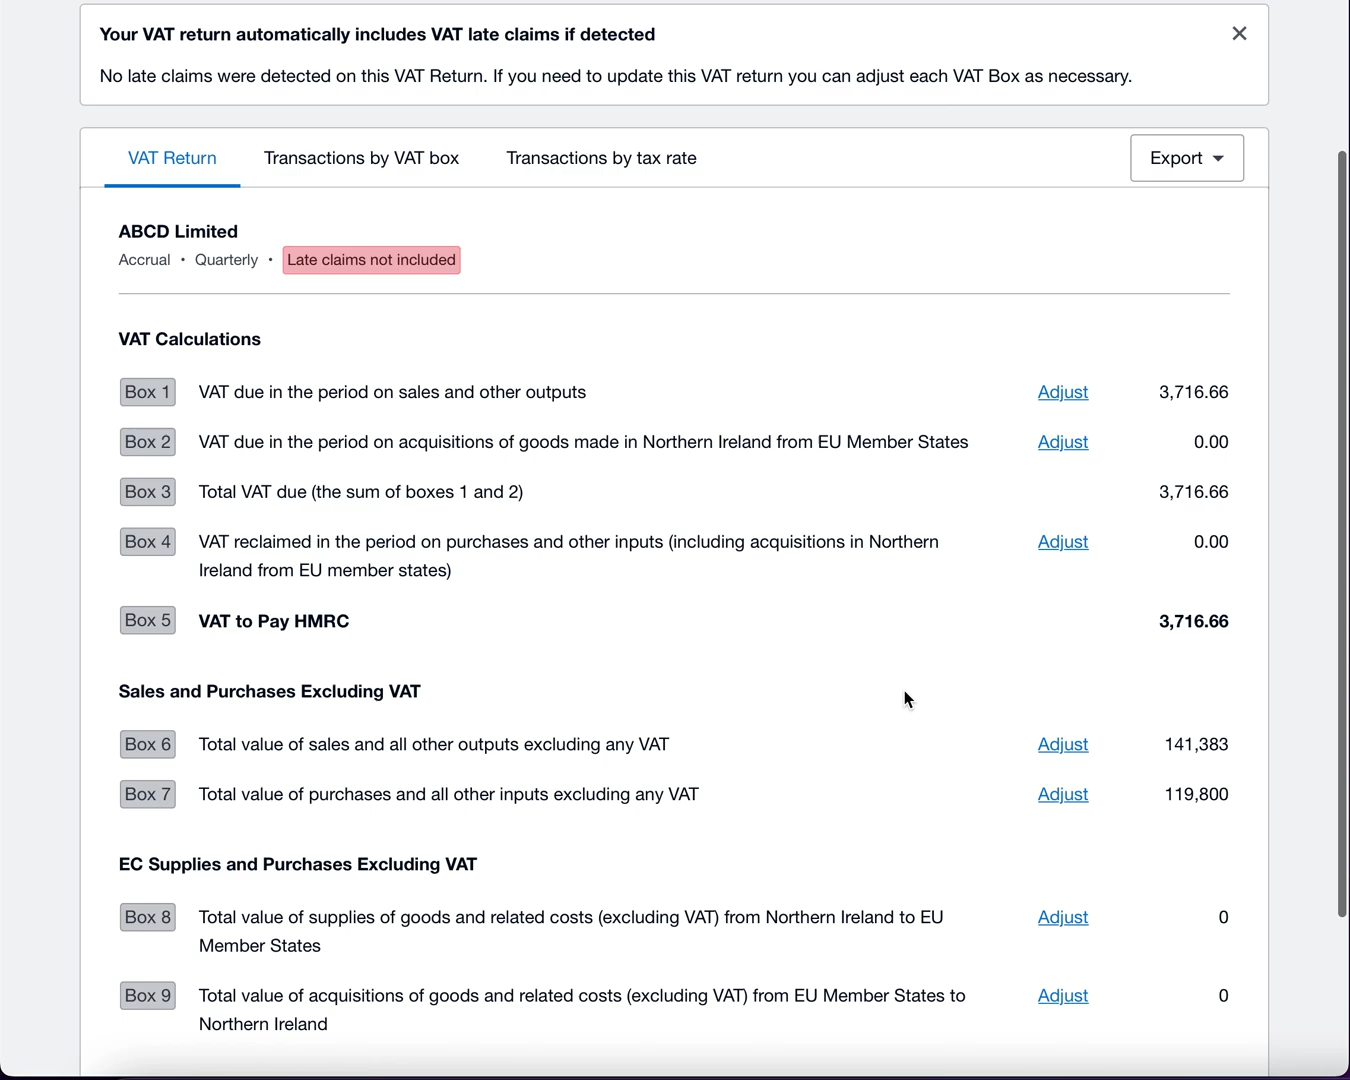 Your VAT return automatically includes VAT late claims if detected
No late claims were detected on this VAT Return. If you need to update this VAT return you can adjust each VAT Box as necessary.
VAT Return Transactions by VAT box Transactions by tax rate Export
ABCD Limited
Accrual • Quarterly • Late claims not included
VAT Calculations
Box 1 VAT due in the period on sales and other outputs Adjust 3,716.66
Box 2 VAT due in the period on acquisitions of goods made in Northern Ireland from EU Member States Adjust 0.00
Box 3 Total VAT due (the sum of boxes 1 and 2) 3,716.66
Box 4 VAT reclaimed in the period on purchases and other inputs (including acquisitions in Northern Adjust 0.00
Ireland from EU member states)
Box 5 VAT to Pay HMRC 3,716.66
Sales and Purchases Excluding VAT
Box 6 Total value of sales and all other outputs excluding any VAT Adjust 141,383
Box 7 Total value of purchases and all other inputs excluding any VAT Adjust 119,800
EC Supplies and Purchases Excluding VAT
Box 8 Total value of supplies of goods and related costs (excluding VAT) from Northern Ireland to EU Adjust 0
Member States
Box 9 Total value of acquisitions of goods and related costs (excluding VAT) from EU Member States to Adjust 0
Northern Ireland